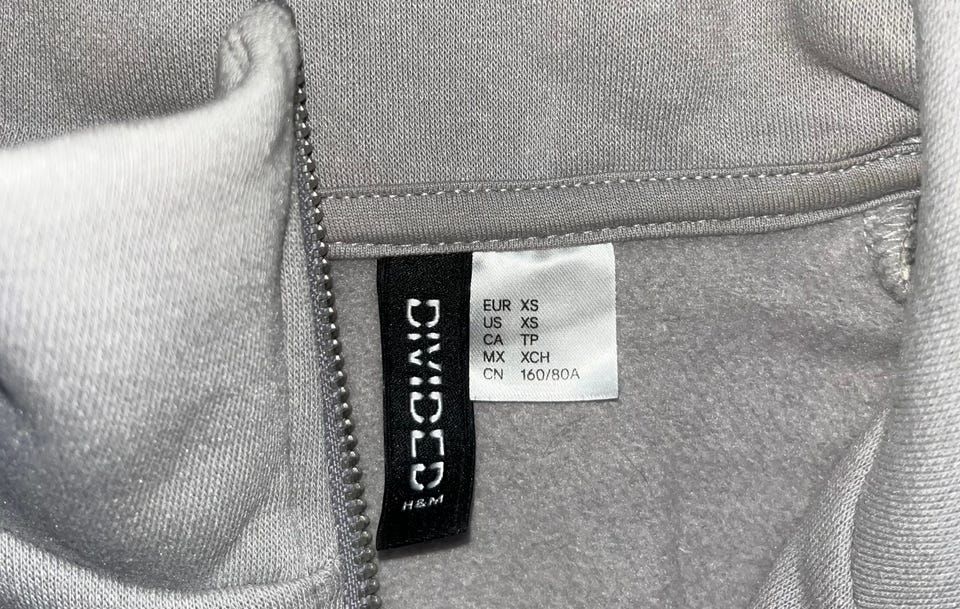 DIVIDED
H&M
EUR XS
US XS
CA TP
MX XCH
CN 160/80A